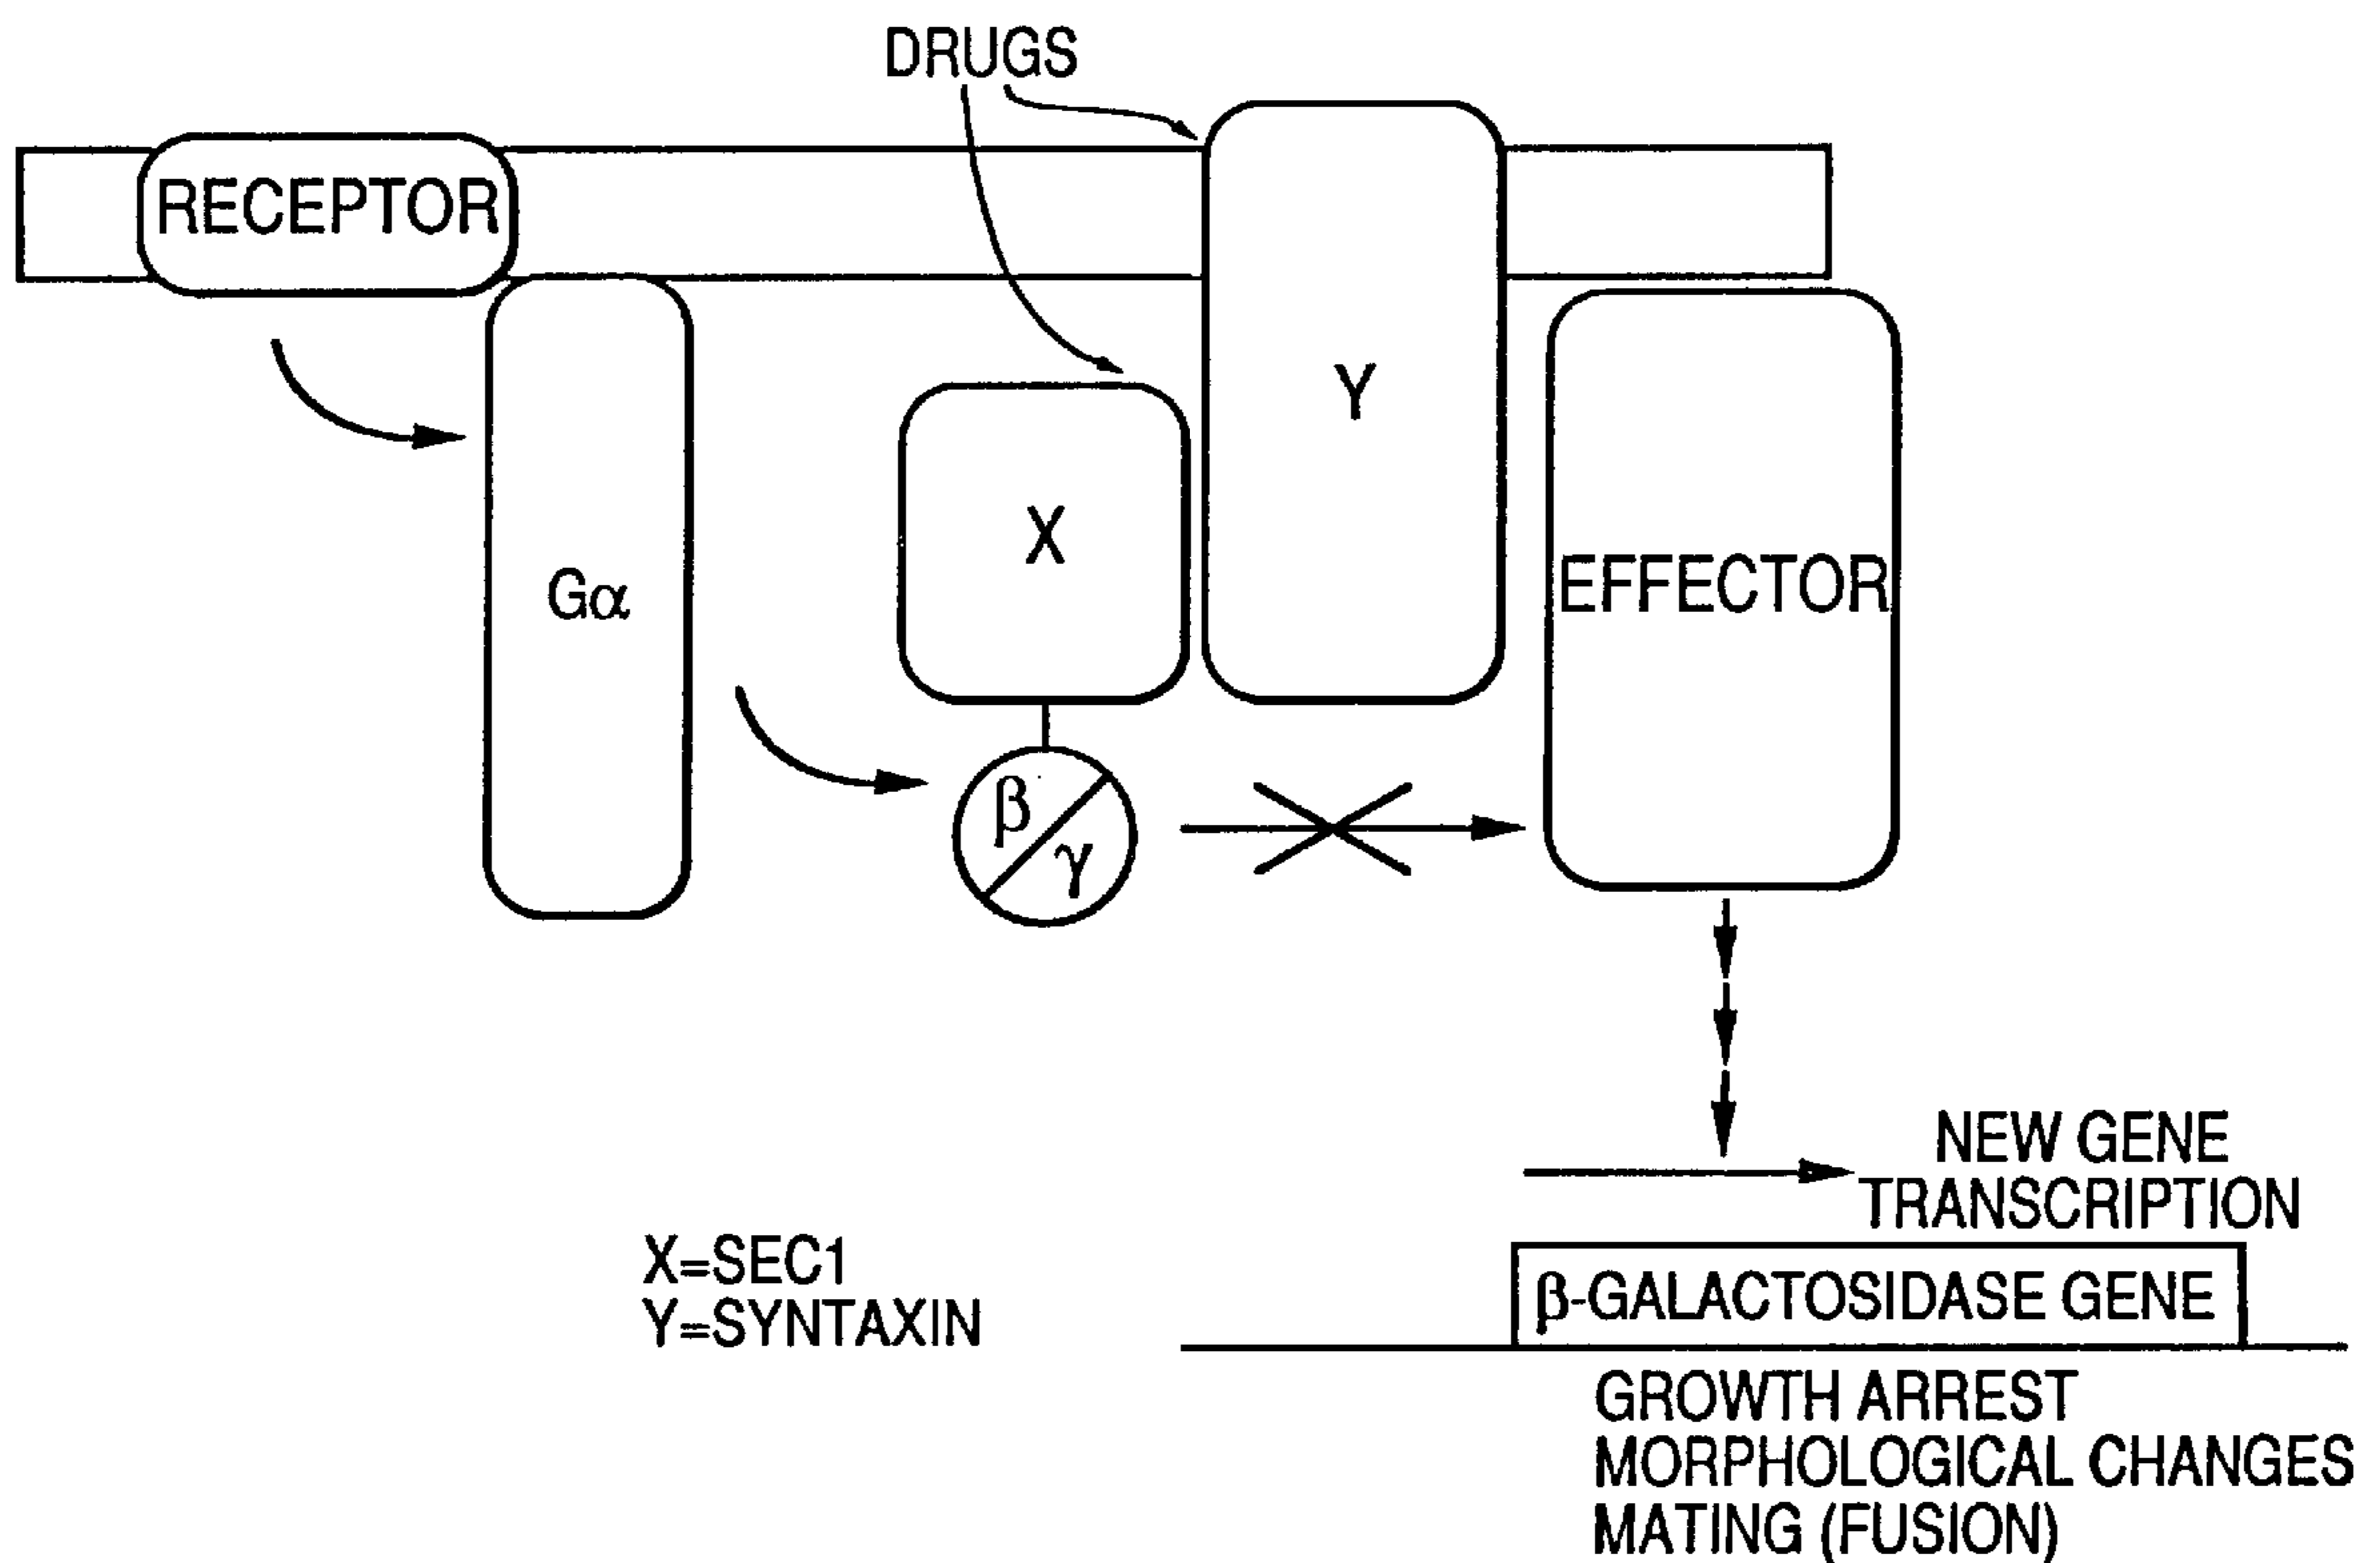 DRUGS
RECEPTOR
Y
X
Gα
EFFECTOR
β
γ
NEW GENE
TRANSCRIPTION
X=SEC1
Y=SYNTAXIN
β-GALACTOSIDASE GENE
GROWTH ARREST
MORPHOLOGICAL CHANGES
MATING (FUSION)